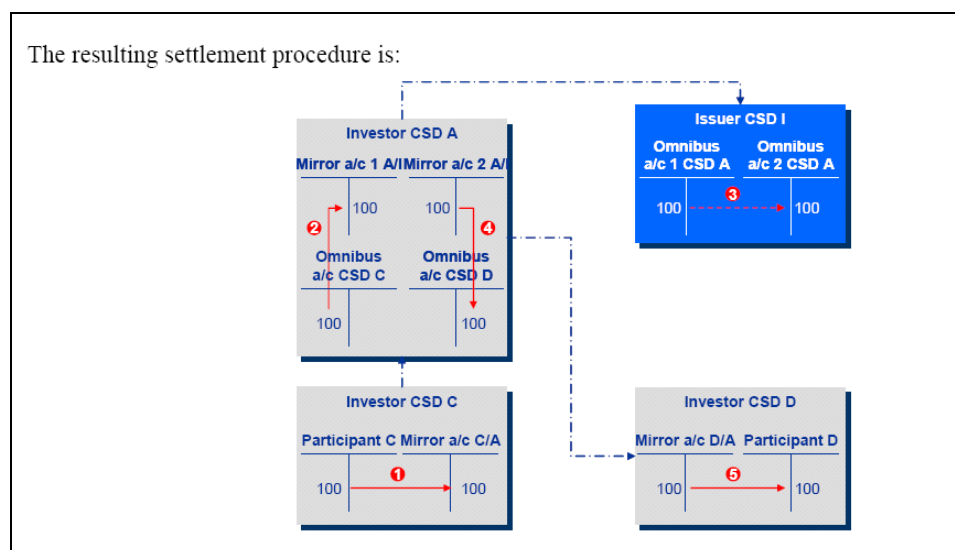 The resulting settlement procedure is:
Investor CSD A
Mirror a/c 1 A/I Mirror a/c 2 A/I
100 100
2 4
Omnibus a/c CSD C
Omnibus a/c CSD D
100 100
Issuer CSD I
Omnibus a/c 1 CSD A
Omnibus a/c 2 CSD A
3
100 100
Investor CSD C
Participant C Mirror a/c C/A
1
100 100
Investor CSD D
Mirror a/c D/A Participant D
5
100 100